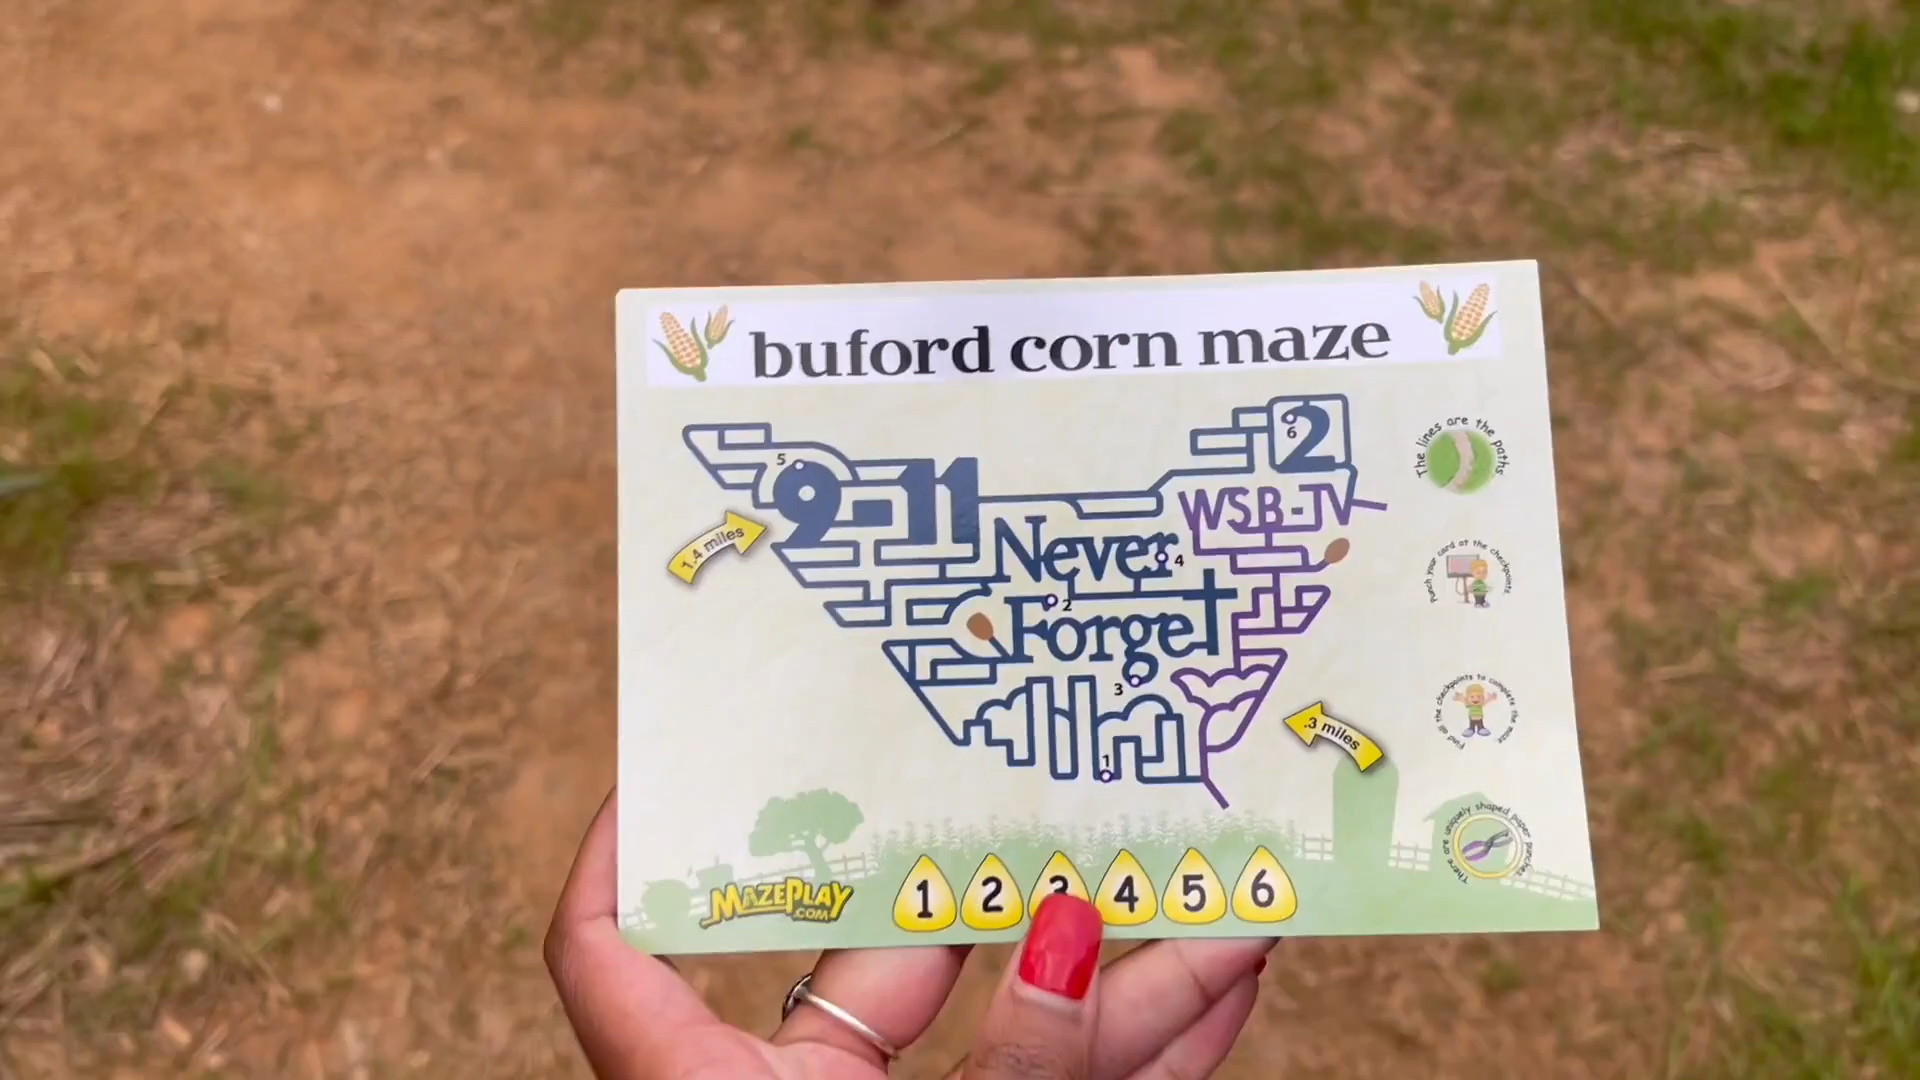 buford corn maze
The lines are the paths
2
6
5
9-11
WSB-TV
1.4 miles
Never
4
Forget
2
Punch your card at the checkpoints
3
Find all the checkpoints to complete the maze
.3 miles
1
There are uniquely shaped paper punches
MAZEPLAY
.COM
1 2 3 4 5 6